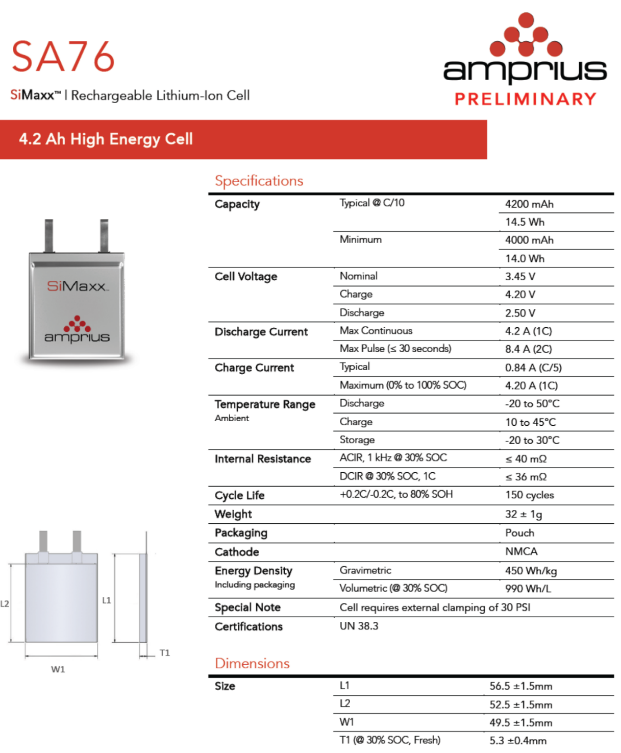 SA76
SiMaxx™ | Rechargeable Lithium-Ion Cell
amprius
PRELIMINARY
4.2 Ah High Energy Cell
SiMaxx™
amprius
Specifications
Capacity Typical @ C/10 4200 mAh
14.5 Wh
Minimum 4000 mAh
14.0 Wh
Cell Voltage Nominal 3.45 V
Charge 4.20 V
Discharge 2.50 V
Discharge Current Max Continuous 4.2 A (1C)
Max Pulse (≤ 30 seconds) 8.4 A (2C)
Charge Current Typical 0.84 A (C/5)
Maximum (0% to 100% SOC) 4.20 A (1C)
Temperature Range Discharge -20 to 50°C
Ambient Charge 10 to 45°C
Storage -20 to 30°C
Internal Resistance ACIR, 1 kHz @ 30% SOC ≤ 40 mΩ
DCIR @ 30% SOC, 1C ≤ 36 mΩ
Cycle Life +0.2C/-0.2C, to 80% SOH 150 cycles
Weight 32 ± 1g
Packaging Pouch
Cathode NMCA
Energy Density Gravimetric 450 Wh/kg
Including packaging Volumetric (@ 30% SOC) 990 Wh/L
Special Note Cell requires external clamping of 30 PSI
Certifications UN 38.3
L2
L1
T1
W1
Dimensions
Size L1 56.5 ±1.5mm
L2 52.5 ±1.5mm
W1 49.5 ±1.5mm
T1 (@ 30% SOC, Fresh) 5.3 ±0.4mm